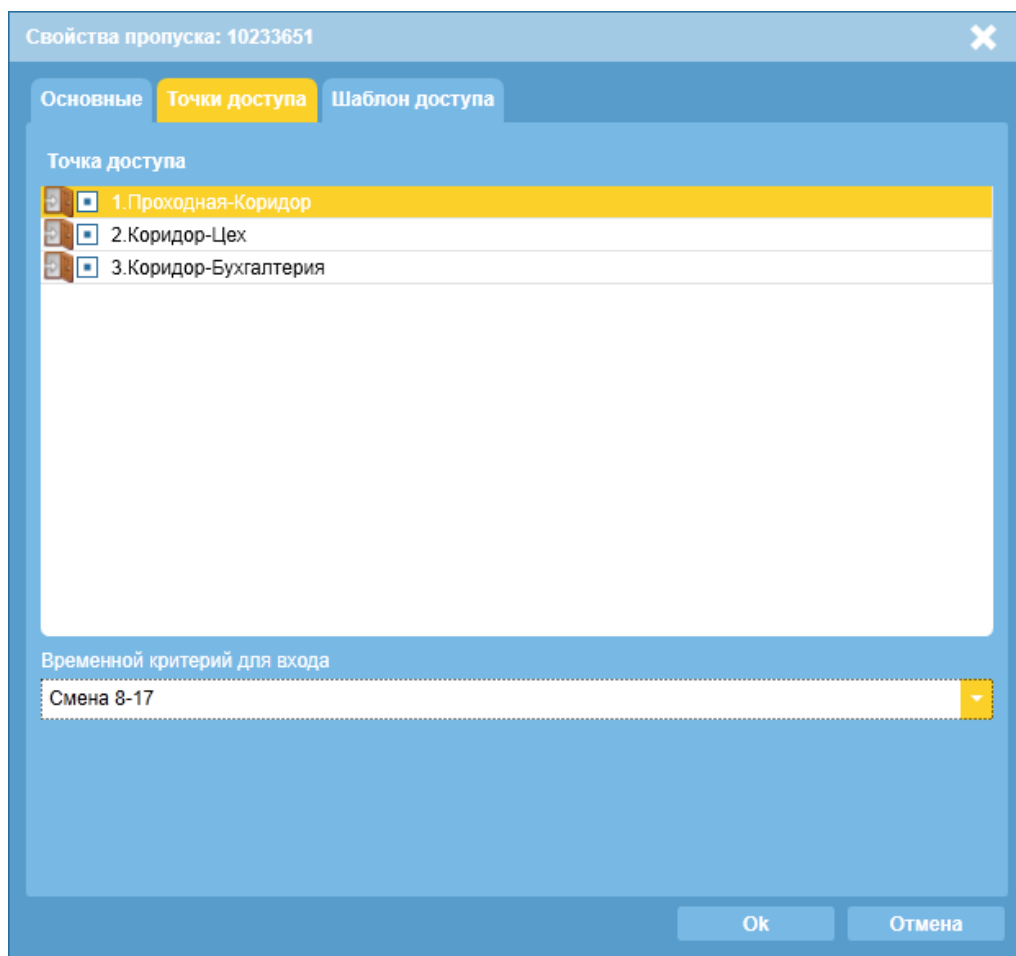 Свойства пропуска: 10233651
Основные Точки доступа Шаблон доступа
Точка доступа
1.Проходная-Коридор
2.Коридор-Цех
3.Коридор-Бухгалтерия
Временной критерий для входа
Смена 8-17
Ok Отмена